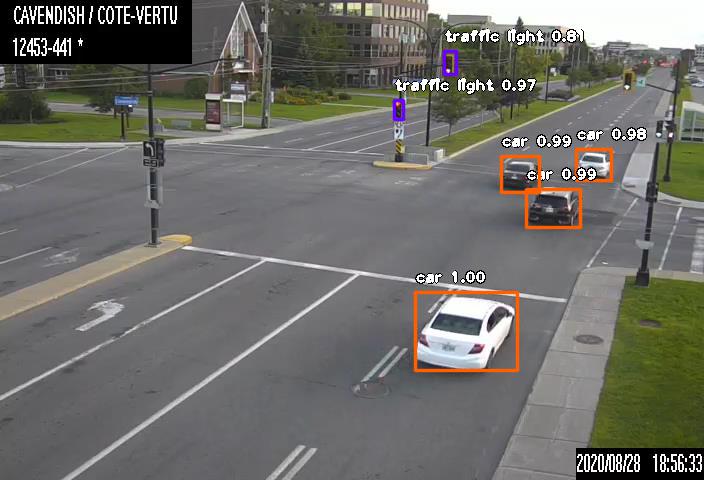 CAVENDISH / COTE-VERTU
12453-441 *
traffic light 0.81
traffic light 0.97
car 0.99
car 0.98
car 0.99
car 1.00
2020/08/28 18:56:33